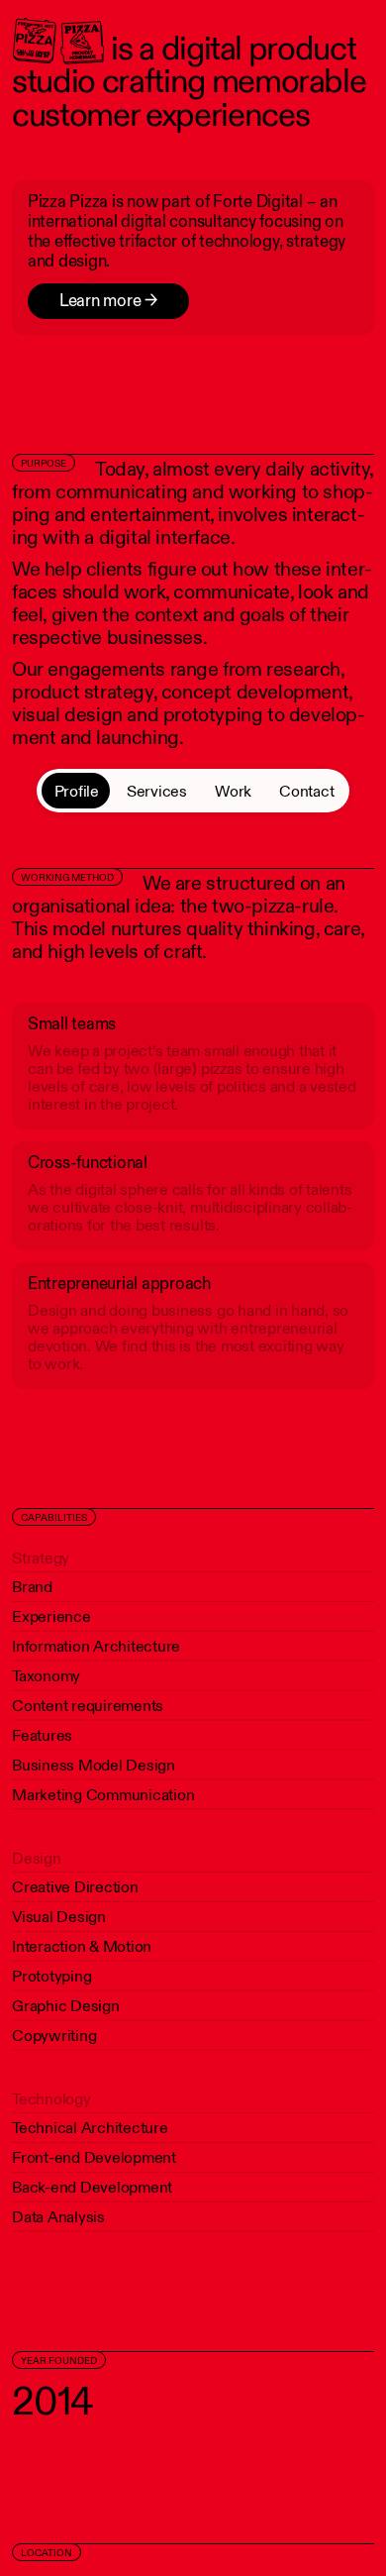 PIZZA PIZZA is a digital product
studio crafting memorable
customer experiences
Pizza Pizza is now part of Forte Digital – an
international digital consultancy focusing on
the effective trifactor of technology, strategy
and design.
Learn more →
PURPOSE Today, almost every daily activity,
from communicating and working to shop-
ping and entertainment, involves interact-
ing with a digital interface.
We help clients figure out how these inter-
faces should work, communicate, look and
feel, given the context and goals of their
respective businesses.
Our engagements range from research,
product strategy, concept development,
visual design and prototyping to develop-
ment and launching.
Profile Services Work Contact
WORKING METHOD We are structured on an
organisational idea: the two-pizza-rule.
This model nurtures quality thinking, care,
and high levels of craft.
Small teams
We keep a project's team small enough that it
can be fed by two (large) pizzas to ensure high
levels of care, low levels of politics and a vested
interest in the project.
Cross-functional
As the digital sphere calls for all kinds of talents
we cultivate close-knit, multidisciplinary collab-
orations for the best results.
Entrepreneurial approach
Design and doing business go hand in hand, so
we approach everything with entrepreneurial
devotion. We find this is the most exciting way
to work.
CAPABILITIES
Strategy
Brand
Experience
Information Architecture
Taxonomy
Content requirements
Features
Business Model Design
Marketing Communication
Design
Creative Direction
Visual Design
Interaction & Motion
Prototyping
Graphic Design
Copywriting
Technology
Technical Architecture
Front-end Development
Back-end Development
Data Analysis
YEAR FOUNDED
2014
LOCATION